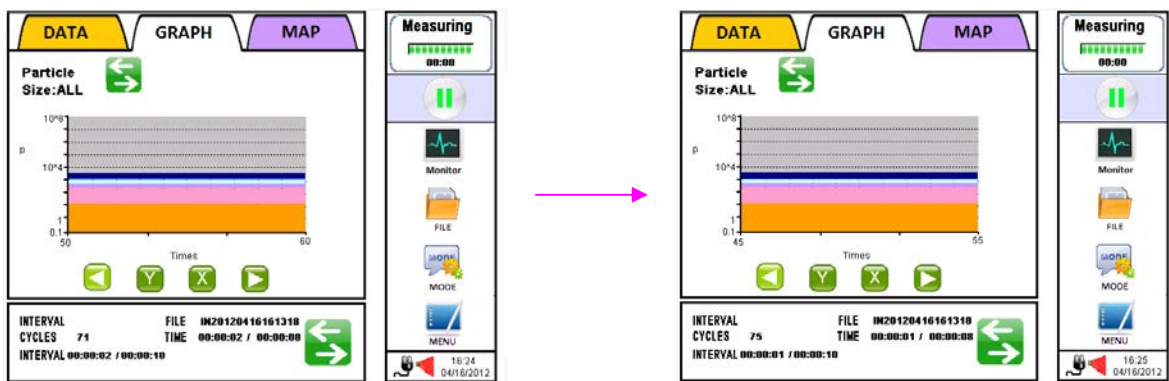 DATA GRAPH MAP
Particle
Size:ALL
10^8
p
10^4
0.1
50 60
Times
Y X
INTERVAL FILE IN20120416161318
CYCLES 71 TIME 00:00:02 / 00:00:08
INTERVAL 00:00:02 / 00:00:10
Measuring
00:00
Monitor
FILE
MODE
MODE
MENU
16:24
04/16/2012
DATA GRAPH MAP
Particle
Size:ALL
10^8
p
10^4
0.1
45 55
Times
Y X
INTERVAL FILE IN20120416161318
CYCLES 75 TIME 00:00:01 / 00:00:08
INTERVAL 00:00:01 / 00:00:10
Measuring
00:00
Monitor
FILE
MODE
MODE
MENU
16:25
04/16/2012